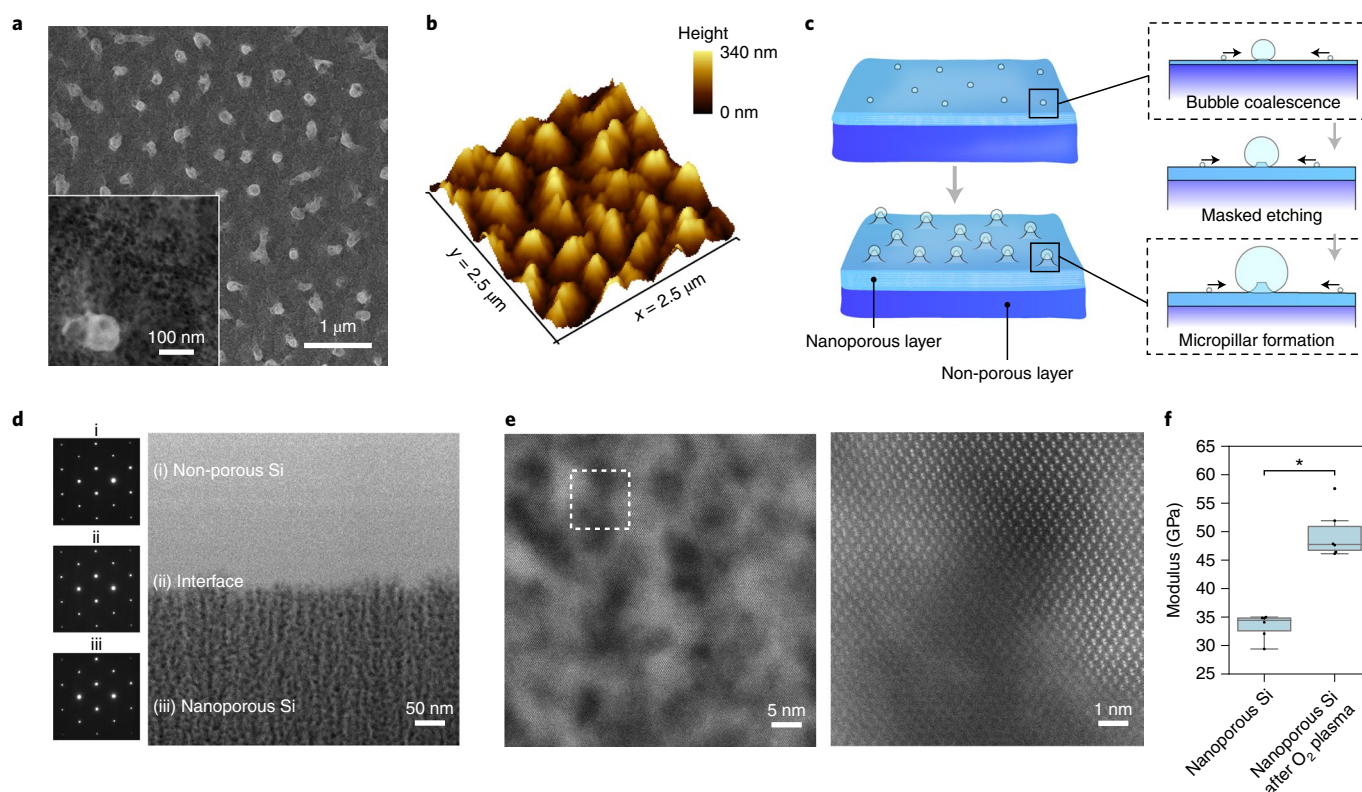 a
100 nm
1 μm
b
Height
340 nm
0 nm
y = 2.5 μm
x = 2.5 μm
c
Bubble coalescence
Masked etching
Micropillar formation
Nanoporous layer
Non-porous layer
d
i
(i) Non-porous Si
ii
(ii) Interface
iii
(iii) Nanoporous Si
50 nm
e
5 nm
1 nm
f
Modulus (GPa)
65
60
55
50
45
40
35
30
25
*
Nanoporous Si
Nanoporous Si
after O₂ plasma